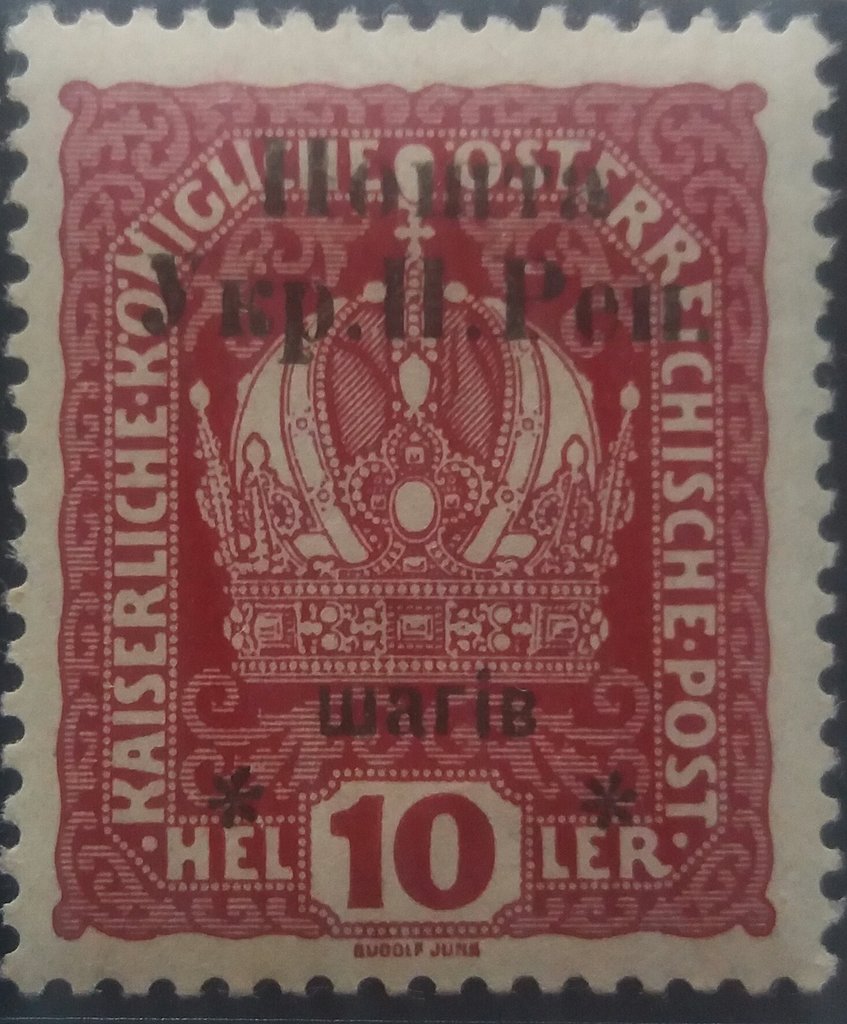 KAISERLICHE·KÖNIGLICHE ÖSTERREICHISCHE·POST·
Пошта
Укр. Н. Реп.
шагів
* *
·HEL 10 LER·
RUDOLF JUNK